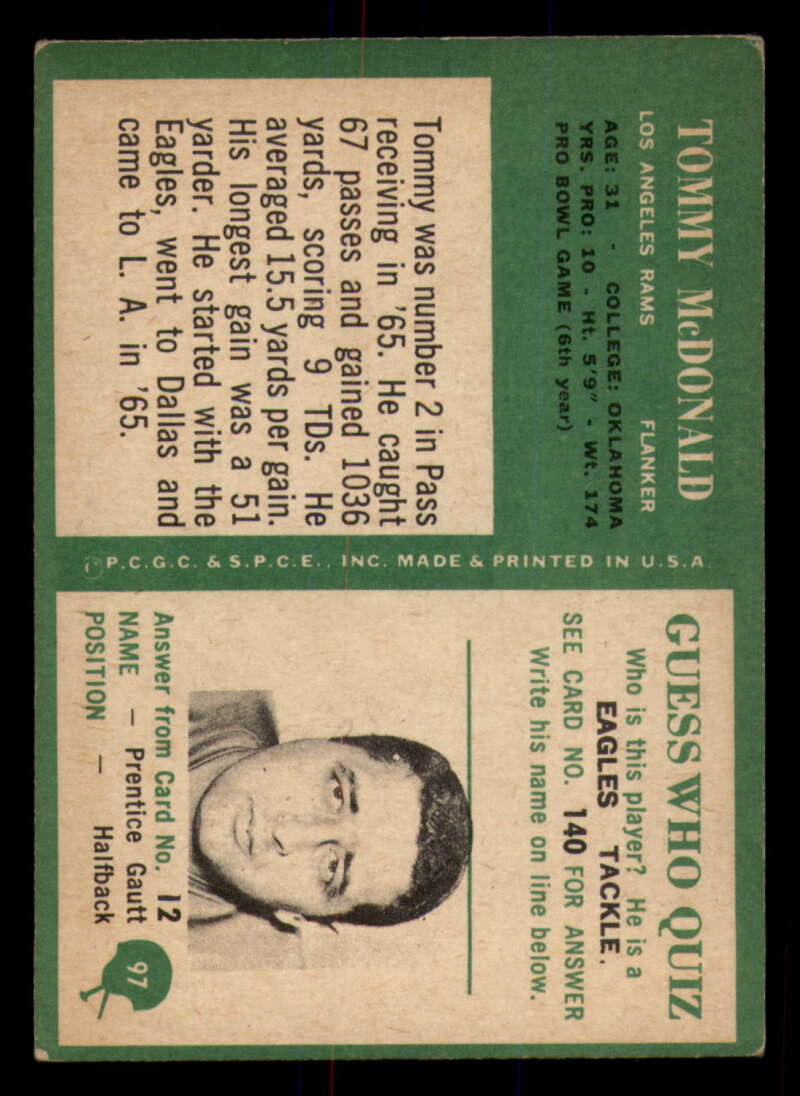 TOMMY McDONALD
LOS ANGELES RAMS FLANKER
AGE: 31 - COLLEGE: OKLAHOMA
YRS. PRO: 10 - Ht. 5'9" - Wt. 174
PRO BOWL GAME (6th year)
Tommy was number 2 in Pass
receiving in '65. He caught
67 passes and gained 1036
yards, scoring 9 TDs. He
averaged 15.5 yards per gain.
His longest gain was a 51
yarder. He started with the
Eagles, went to Dallas and
came to L. A. in '65.
© P.C.G.C. & S.P.C.E., INC. MADE & PRINTED IN U.S.A.
GUESS WHO QUIZ
Who is this player? He is a
EAGLES TACKLE.
SEE CARD NO. 140 FOR ANSWER
Write his name on line below.
Answer from Card No. 12
NAME – Prentice Gautt
POSITION – Halfback
97